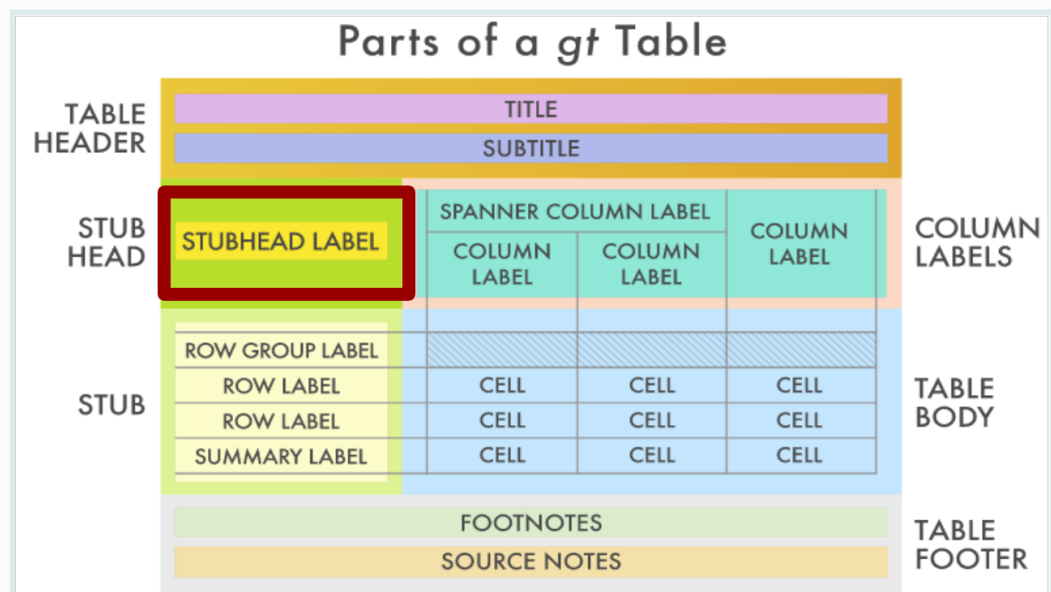 Parts of a gt Table
TABLE
HEADER
TITLE
SUBTITLE
STUB
HEAD
STUBHEAD LABEL
SPANNER COLUMN LABEL
COLUMN
LABEL
COLUMN
LABEL
COLUMN
LABEL
COLUMN
LABELS
STUB
ROW GROUP LABEL
ROW LABEL CELL CELL CELL
ROW LABEL CELL CELL CELL
SUMMARY LABEL CELL CELL CELL
TABLE
BODY
FOOTNOTES
SOURCE NOTES
TABLE
FOOTER